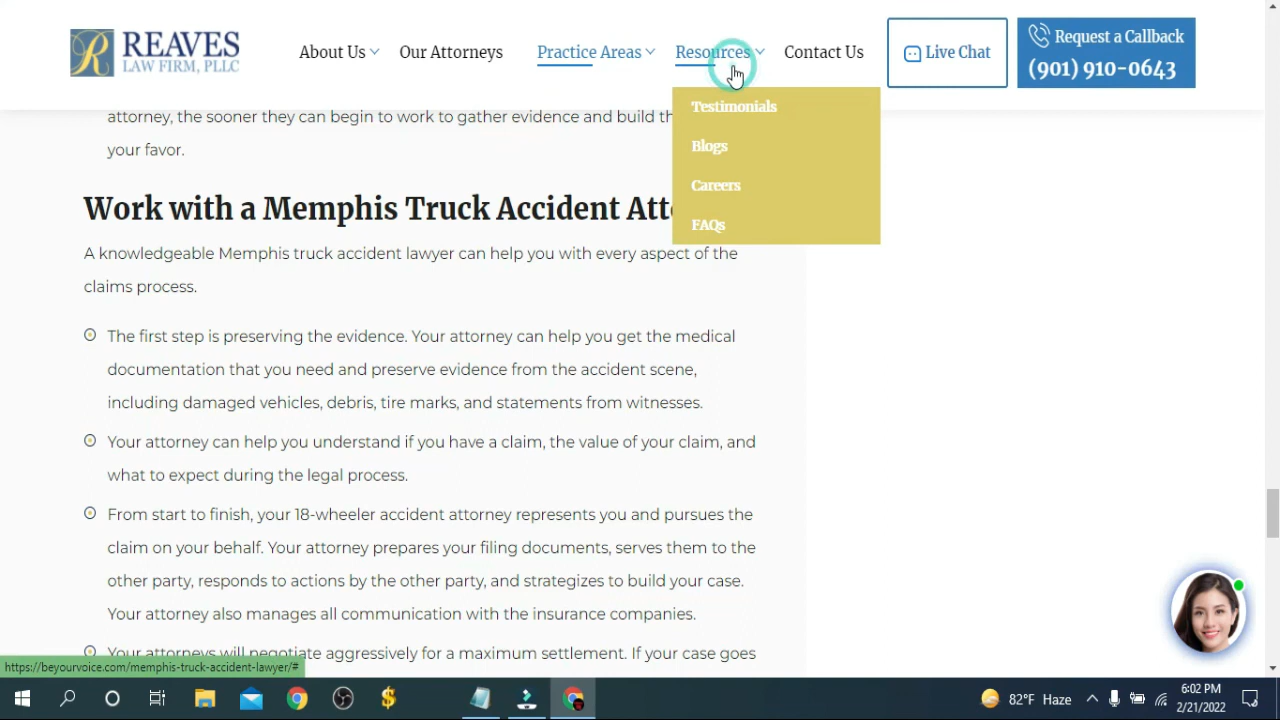 REAVES
LAW FIRM, PLLC
About Us
Our Attorneys
Practice Areas
Resources
Contact Us
Live Chat
Request a Callback
(901) 910-0643
Testimonials
Blogs
Careers
FAQs
attorney, the sooner they can begin to work to gather evidence and build th
your favor.
Work with a Memphis Truck Accident Att
A knowledgeable Memphis truck accident lawyer can help you with every aspect of the
claims process.
The first step is preserving the evidence. Your attorney can help you get the medical
documentation that you need and preserve evidence from the accident scene,
including damaged vehicles, debris, tire marks, and statements from witnesses.
Your attorney can help you understand if you have a claim, the value of your claim, and
what to expect during the legal process.
From start to finish, your 18-wheeler accident attorney represents you and pursues the
claim on your behalf. Your attorney prepares your filing documents, serves them to the
other party, responds to actions by the other party, and strategizes to build your case.
Your attorney also manages all communication with the insurance companies.
Your attorneys will negotiate aggressively for a maximum settlement. If your case goes
https://beyourvoice.com/memphis-truck-accident-lawyer/#
82°F Haze
6:02 PM
2/21/2022